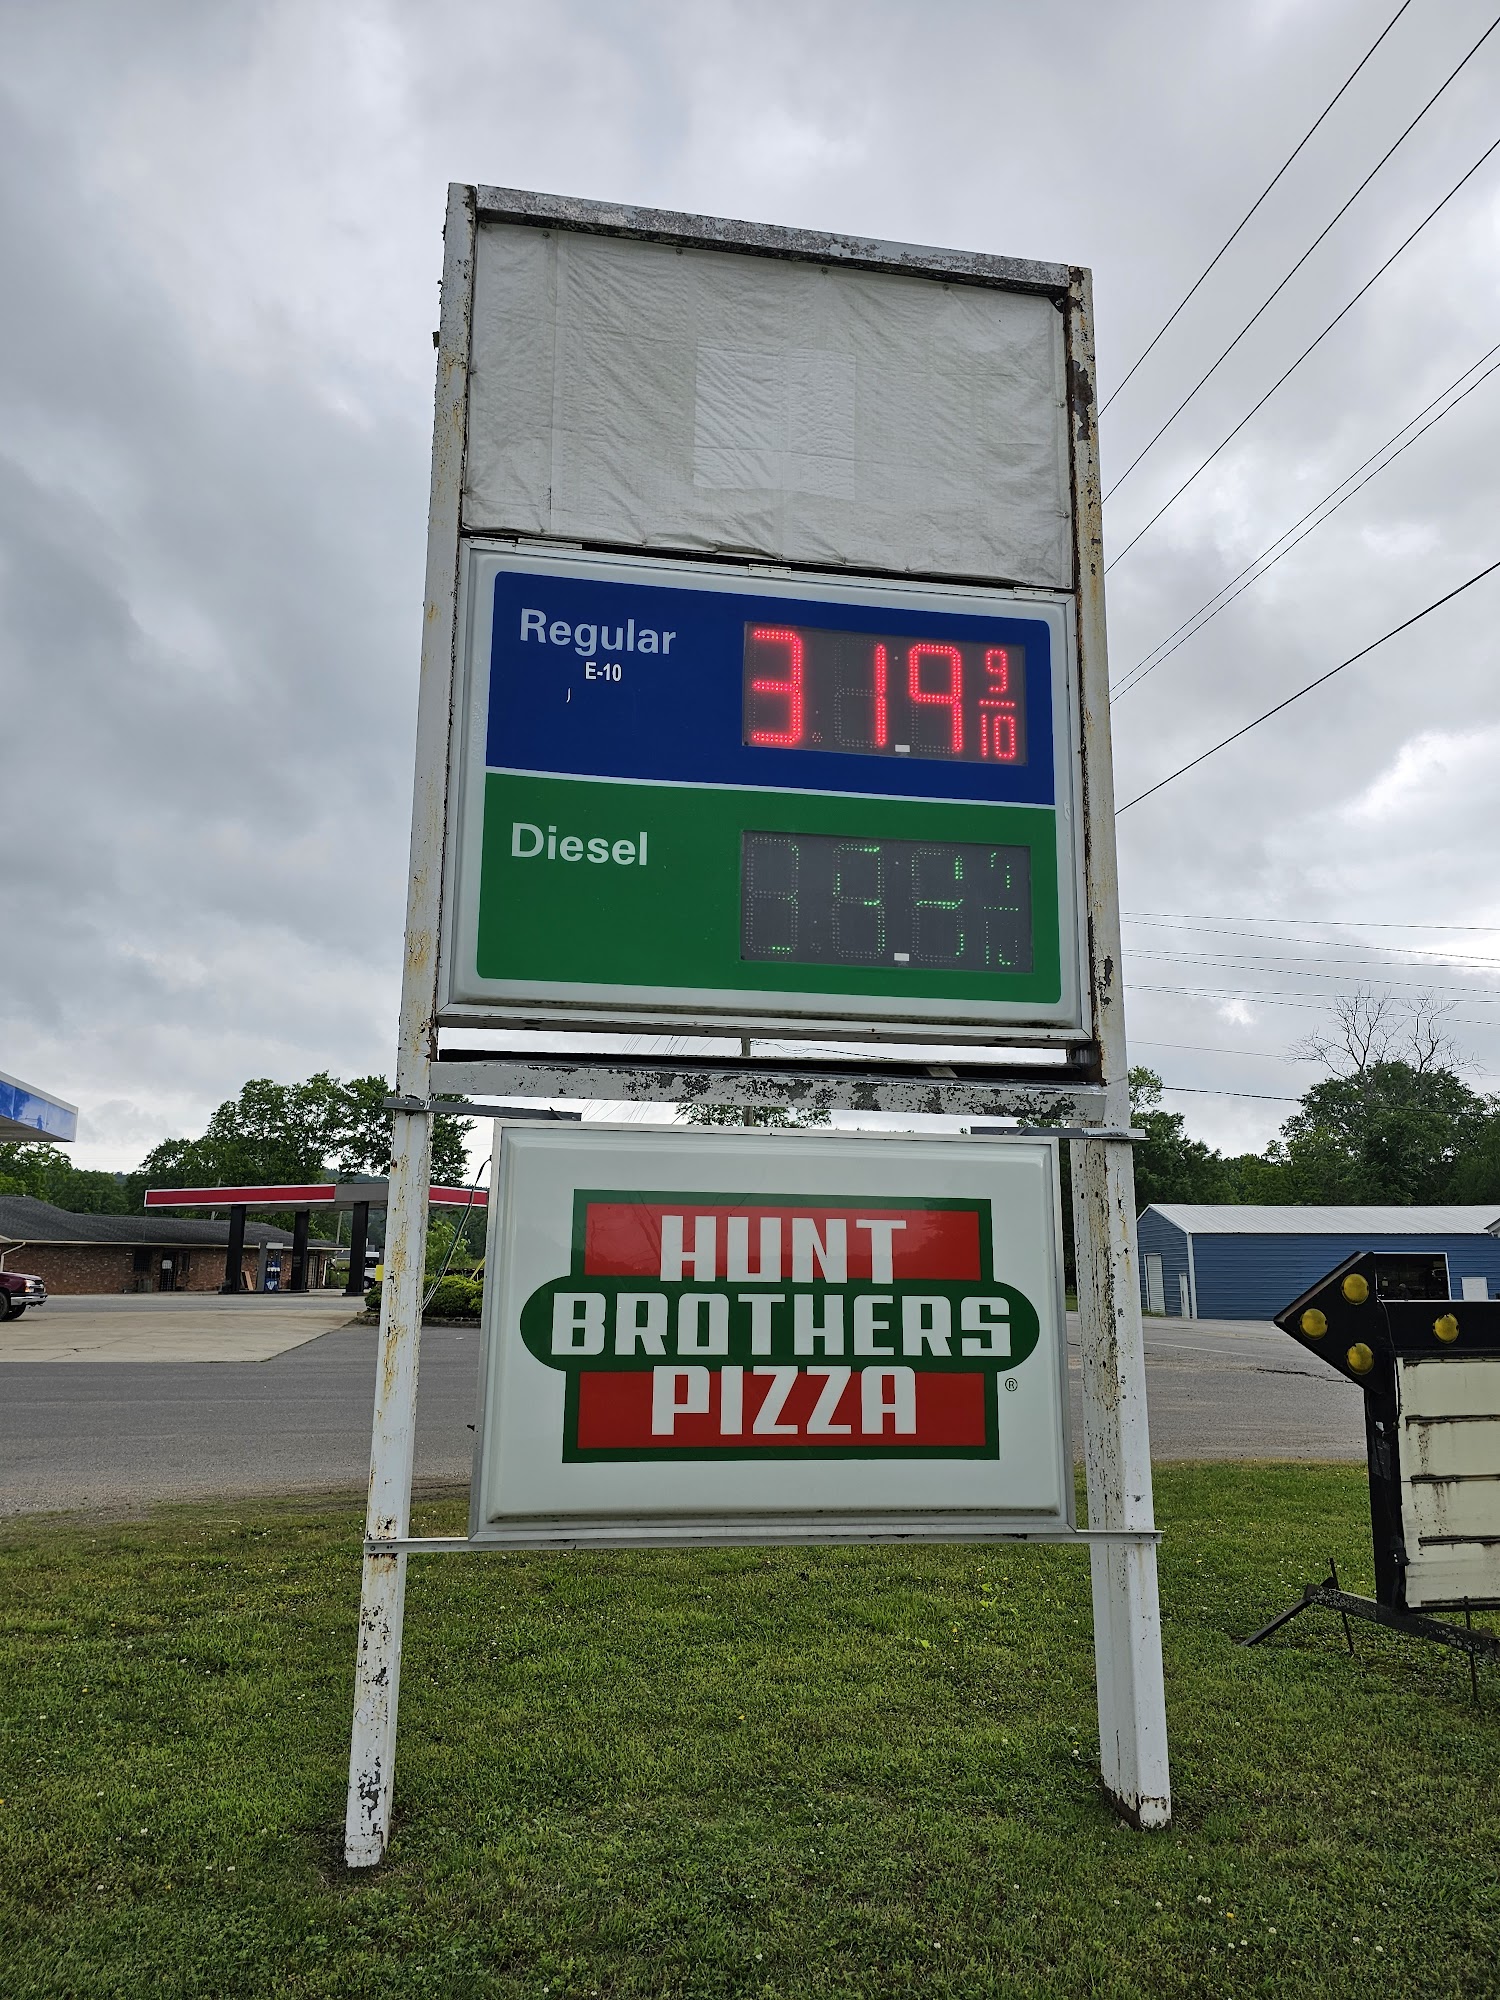 Regular
E-10
3.19 9/10
Diesel
HUNT
BROTHERS
PIZZA
®